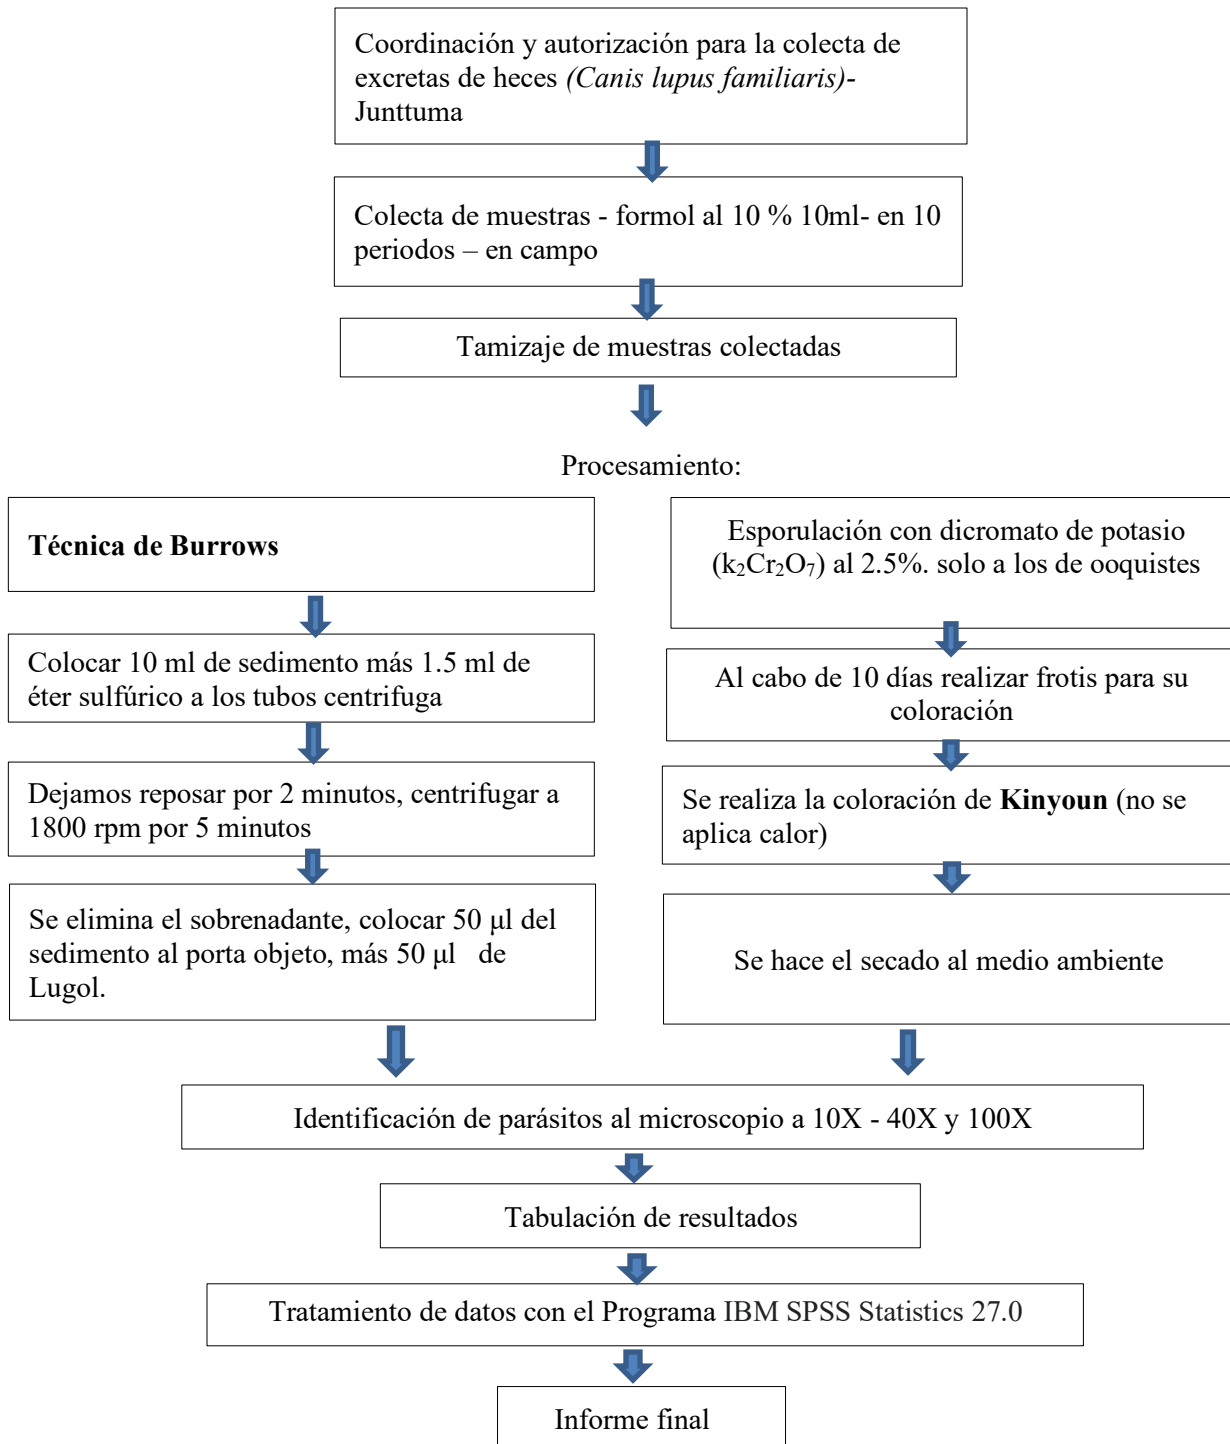 Coordinación y autorización para la colecta de
excretas de heces (Canis lupus familiaris)-
Junttuma
Colecta de muestras - formol al 10 % 10ml- en 10
periodos – en campo
Tamizaje de muestras colectadas
Procesamiento:
Técnica de Burrows
Colocar 10 ml de sedimento más 1.5 ml de
éter sulfúrico a los tubos centrifuga
Dejamos reposar por 2 minutos, centrifugar a
1800 rpm por 5 minutos
Se elimina el sobrenadante, colocar 50 µl del
sedimento al porta objeto, más 50 µl de
Lugol.
Esporulación con dicromato de potasio
(k₂Cr₂O₇) al 2.5%. solo a los de ooquistes
Al cabo de 10 días realizar frotis para su
coloración
Se realiza la coloración de Kinyoun (no se
aplica calor)
Se hace el secado al medio ambiente
Identificación de parásitos al microscopio a 10X - 40X y 100X
Tabulación de resultados
Tratamiento de datos con el Programa IBM SPSS Statistics 27.0
Informe final